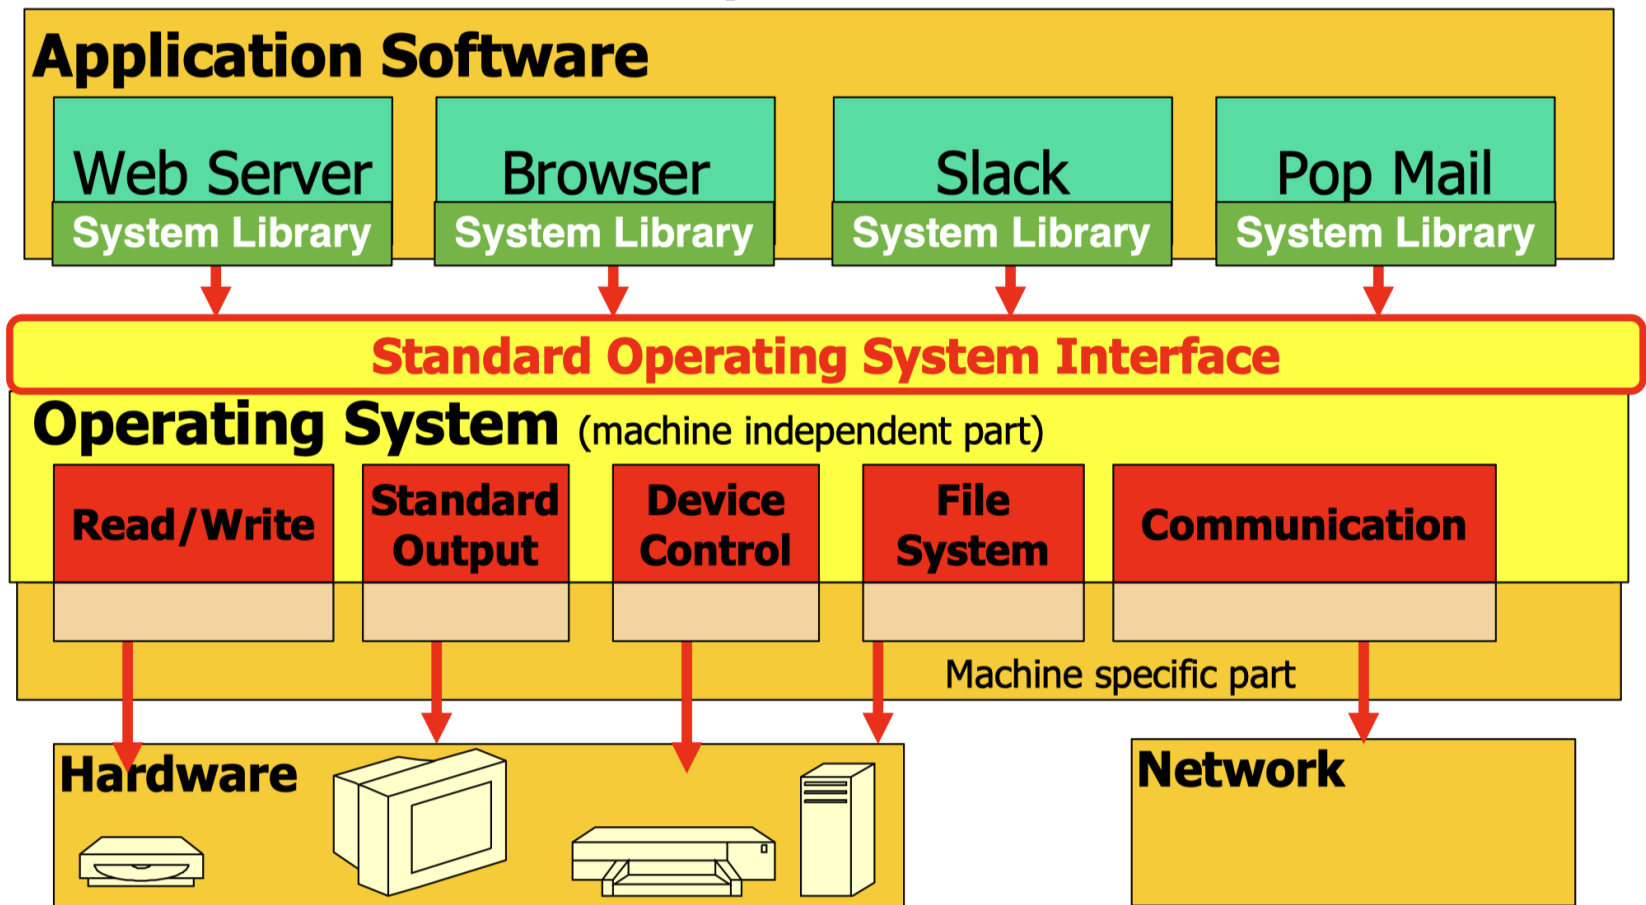 Application Software
Web Server
Browser
Slack
Pop Mail
System Library
System Library
System Library
System Library
Standard Operating System Interface
Operating System (machine independent part)
Read/Write
Standard
Output
Device
Control
File
System
Communication
Machine specific part
Hardware
Network